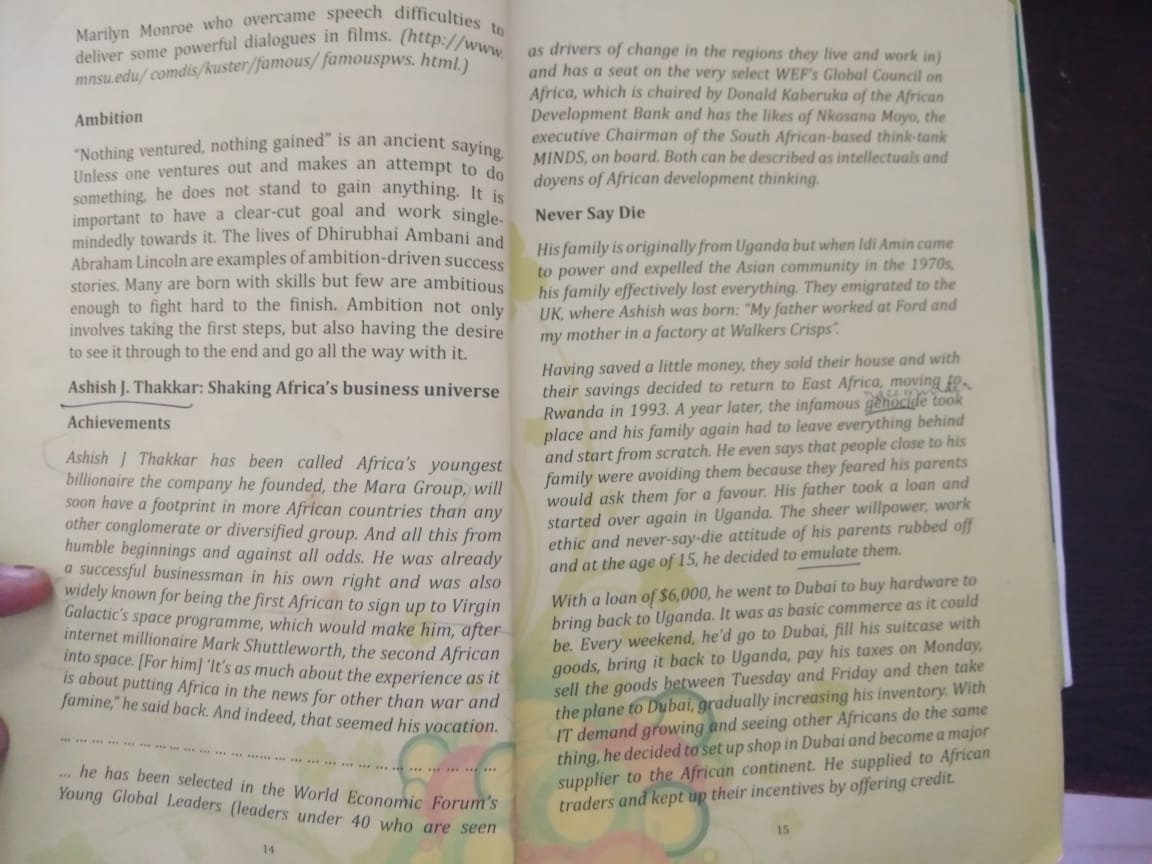 Marilyn Monroe who overcame speech difficulties to
deliver some powerful dialogues in films. (http://www.
mnsu.edu/ comdis/kuster/famous/ famouspws. html.)
Ambition
“Nothing ventured, nothing gained” is an ancient saying.
Unless one ventures out and makes an attempt to do
something, he does not stand to gain anything. It is
important to have a clear-cut goal and work single-
mindedly towards it. The lives of Dhirubhai Ambani and
Abraham Lincoln are examples of ambition-driven success
stories. Many are born with skills but few are ambitious
enough to fight hard to the finish. Ambition not only
involves taking the first steps, but also having the desire
to see it through to the end and go all the way with it.
Ashish J. Thakkar: Shaking Africa’s business universe
Achievements
Ashish J Thakkar has been called Africa’s youngest
billionaire the company he founded, the Mara Group, will
soon have a footprint in more African countries than any
other conglomerate or diversified group. And all this from
humble beginnings and against all odds. He was already
a successful businessman in his own right and was also
widely known for being the first African to sign up to Virgin
Galactic’s space programme, which would make him, after
internet millionaire Mark Shuttleworth, the second African
into space. [For him] ‘It’s as much about the experience as it
is about putting Africa in the news for other than war and
famine,” he said back. And indeed, that seemed his vocation.
... ... ... ... ... ... ... ... ... ... ... ... ...... ... ... ... ... ... ... ... ... ... ... ... ... ... ...
... he has been selected in the World Economic Forum’s
Young Global Leaders (leaders under 40 who are seen
14
as drivers of change in the regions they live and work in)
and has a seat on the very select WEF’s Global Council on
Africa, which is chaired by Donald Kaberuka of the African
Development Bank and has the likes of Nkosana Moyo, the
executive Chairman of the South African-based think-tank
MINDS, on board. Both can be described as intellectuals and
doyens of African development thinking.
Never Say Die
His family is originally from Uganda but when Idi Amin came
to power and expelled the Asian community in the 1970s,
his family effectively lost everything. They emigrated to the
UK, where Ashish was born: “My father worked at Ford and
my mother in a factory at Walkers Crisps”.
Having saved a little money, they sold their house and with
their savings decided to return to East Africa, moving to
Rwanda in 1993. A year later, the infamous genocide took
place and his family again had to leave everything behind
and start from scratch. He even says that people close to his
family were avoiding them because they feared his parents
would ask them for a favour. His father took a loan and
started over again in Uganda. The sheer willpower, work
ethic and never-say-die attitude of his parents rubbed off
and at the age of 15, he decided to emulate them.
With a loan of $6,000, he went to Dubai to buy hardware to
bring back to Uganda. It was as basic commerce as it could
be. Every weekend, he’d go to Dubai, fill his suitcase with
goods, bring it back to Uganda, pay his taxes on Monday,
sell the goods between Tuesday and Friday and then take
the plane to Dubai, gradually increasing his inventory. With
IT demand growing and seeing other Africans do the same
thing, he decided to set up shop in Dubai and become a major
supplier to the African continent. He supplied to African
traders and kept up their incentives by offering credit.
15